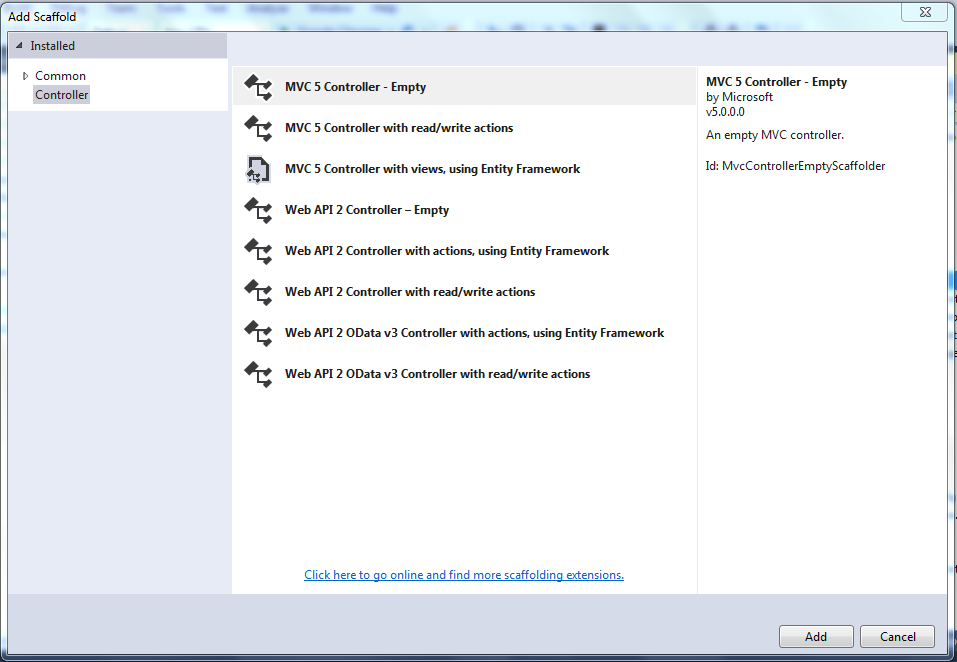 Add Scaffold
Installed
Common
Controller
MVC 5 Controller - Empty
MVC 5 Controller with read/write actions
MVC 5 Controller with views, using Entity Framework
Web API 2 Controller – Empty
Web API 2 Controller with actions, using Entity Framework
Web API 2 Controller with read/write actions
Web API 2 OData v3 Controller with actions, using Entity Framework
Web API 2 OData v3 Controller with read/write actions
Click here to go online and find more scaffolding extensions.
MVC 5 Controller - Empty
by Microsoft
v5.0.0.0
An empty MVC controller.
Id: MvcControllerEmptyScaffolder
Add
Cancel